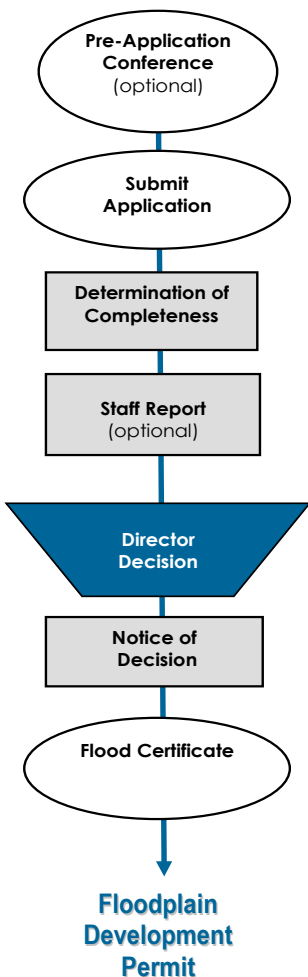 Pre-Application
Conference
(optional)
Submit
Application
Determination of
Completeness
Staff Report
(optional)
Director
Decision
Notice of
Decision
Flood Certificate
Floodplain
Development
Permit